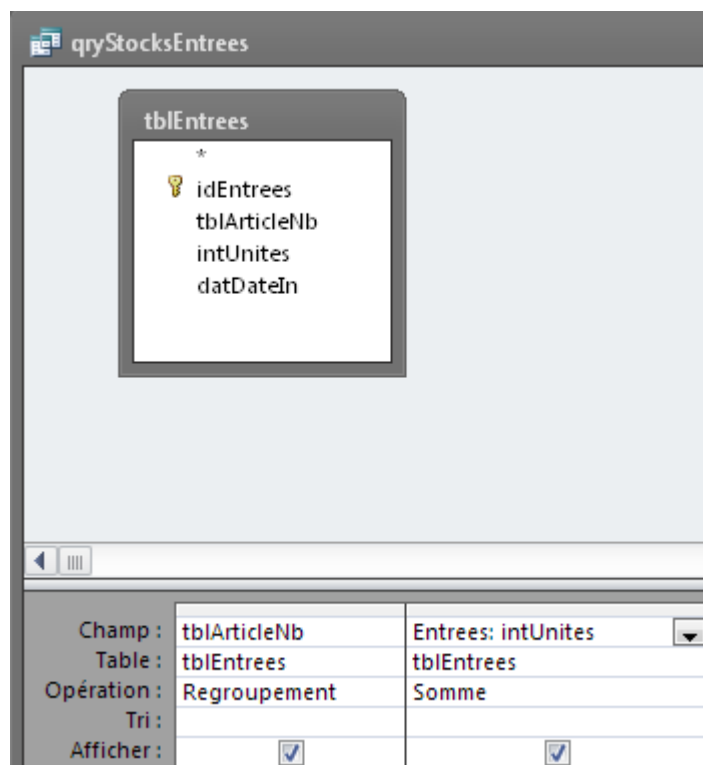 qryStocksEntrees
tblEntrees
*
idEntrees
tblArticleNb
intUnites
datDateIn
Champ : tblArticleNb Entrees: intUnites
Table : tblEntrees tblEntrees
Opération : Regroupement Somme
Tri :
Afficher :